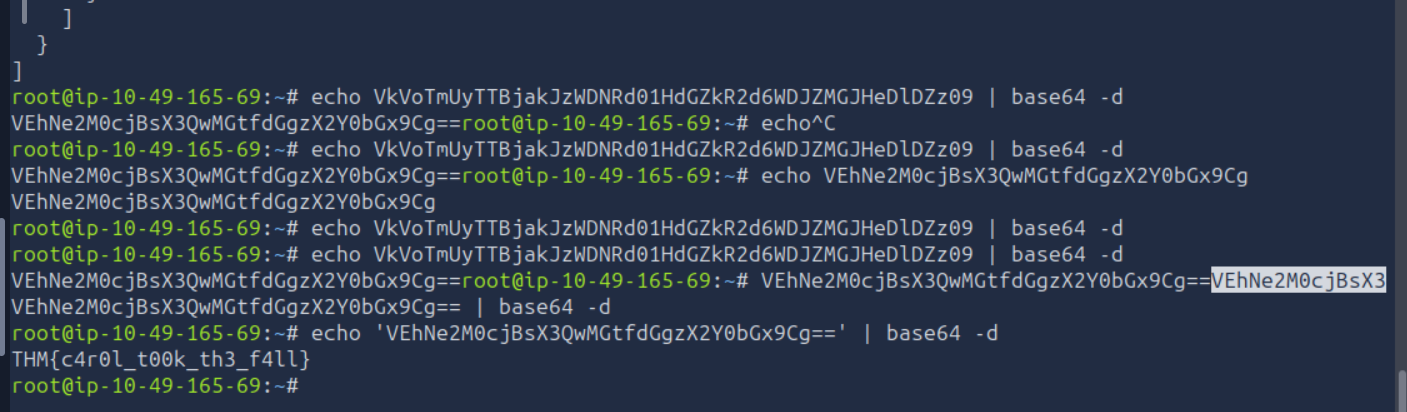 ]
}
]
root@ip-10-49-165-69:~# echo VkVoTmUyTTBjakJzWDNRd01HdGZkR2d6WDJZMGJHeDlDZz09 | base64 -d
VEhNe2M0cjBsX3QwMGtfdGgzX2Y0bGx9Cg==root@ip-10-49-165-69:~# echo^C
root@ip-10-49-165-69:~# echo VkVoTmUyTTBjakJzWDNRd01HdGZkR2d6WDJZMGJHeDlDZz09 | base64 -d
VEhNe2M0cjBsX3QwMGtfdGgzX2Y0bGx9Cg==root@ip-10-49-165-69:~# echo VEhNe2M0cjBsX3QwMGtfdGgzX2Y0bGx9Cg
VEhNe2M0cjBsX3QwMGtfdGgzX2Y0bGx9Cg
root@ip-10-49-165-69:~# echo VkVoTmUyTTBjakJzWDNRd01HdGZkR2d6WDJZMGJHeDlDZz09 | base64 -d
root@ip-10-49-165-69:~# echo VkVoTmUyTTBjakJzWDNRd01HdGZkR2d6WDJZMGJHeDlDZz09 | base64 -d
VEhNe2M0cjBsX3QwMGtfdGgzX2Y0bGx9Cg==root@ip-10-49-165-69:~# VEhNe2M0cjBsX3QwMGtfdGgzX2Y0bGx9Cg==VEhNe2M0cjBsX3
VEhNe2M0cjBsX3QwMGtfdGgzX2Y0bGx9Cg== | base64 -d
root@ip-10-49-165-69:~# echo 'VEhNe2M0cjBsX3QwMGtfdGgzX2Y0bGx9Cg==' | base64 -d
THM{c4r0l_t00k_th3_f4ll}
root@ip-10-49-165-69:~#